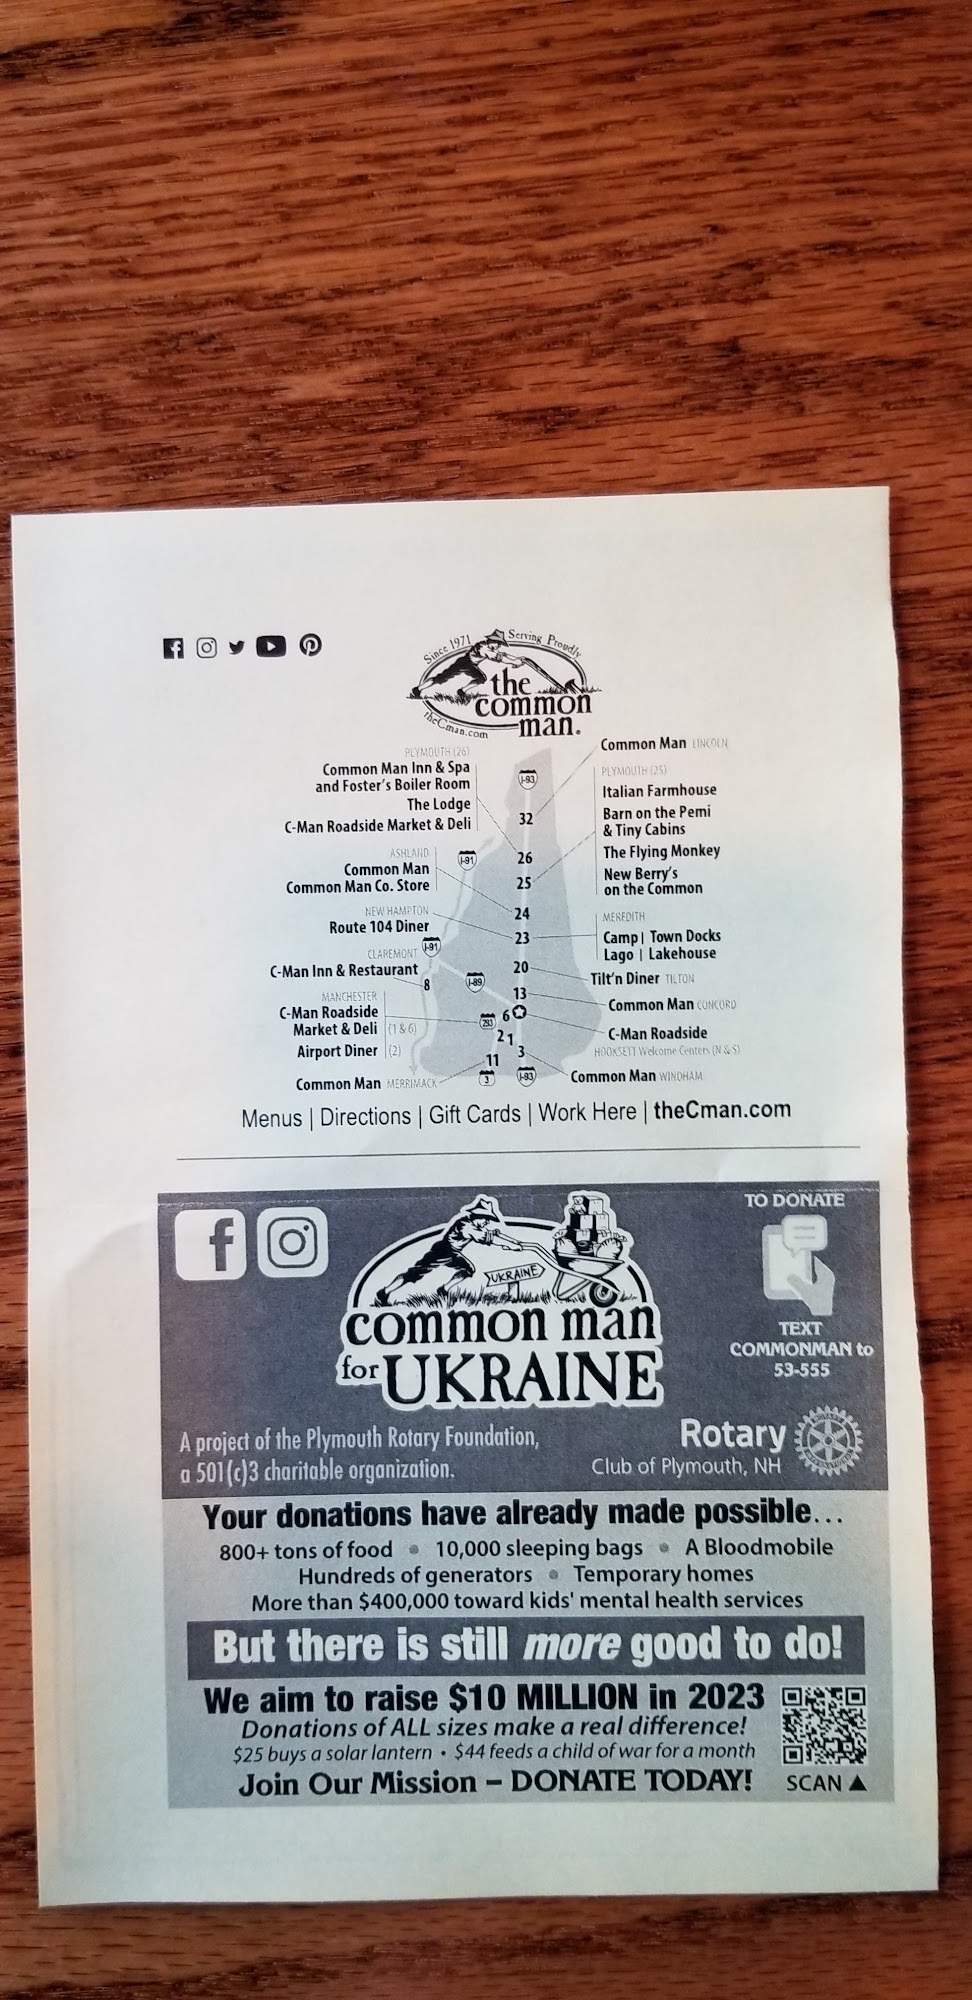 Since 1971 Serving Proudly
the
common
man.
theCman.com
PLYMOUTH (26)
Common Man Inn & Spa
and Foster's Boiler Room
The Lodge
C-Man Roadside Market & Deli
ASHLAND
Common Man
Common Man Co. Store
NEW HAMPTON
Route 104 Diner
CLAREMONT
C-Man Inn & Restaurant
MANCHESTER
C-Man Roadside
Market & Deli (1 & 6)
Airport Diner (2)
Common Man MERRIMACK
I-93
32
I-91
26
25
24
23
I-91
20
8
I-89
13
6
293
2 1
3
11
3
I-93
Common Man LINCOLN
PLYMOUTH (25)
Italian Farmhouse
Barn on the Pemi
& Tiny Cabins
The Flying Monkey
New Berry's
on the Common
MEREDITH
Camp | Town Docks
Lago | Lakehouse
Tilt'n Diner TILTON
Common Man CONCORD
C-Man Roadside
HOOKSETT Welcome Centers (N & S)
Common Man WINDHAM
Menus | Directions | Gift Cards | Work Here | theCman.com
UKRAINE
common man
for UKRAINE
TO DONATE
TEXT
COMMONMAN to
53-555
A project of the Plymouth Rotary Foundation,
a 501(c)3 charitable organization.
Rotary
Club of Plymouth, NH
Your donations have already made possible...
800+ tons of food • 10,000 sleeping bags • A Bloodmobile
Hundreds of generators • Temporary homes
More than $400,000 toward kids' mental health services
But there is still more good to do!
We aim to raise $10 MILLION in 2023
Donations of ALL sizes make a real difference!
$25 buys a solar lantern • $44 feeds a child of war for a month
Join Our Mission – DONATE TODAY!
SCAN ▲